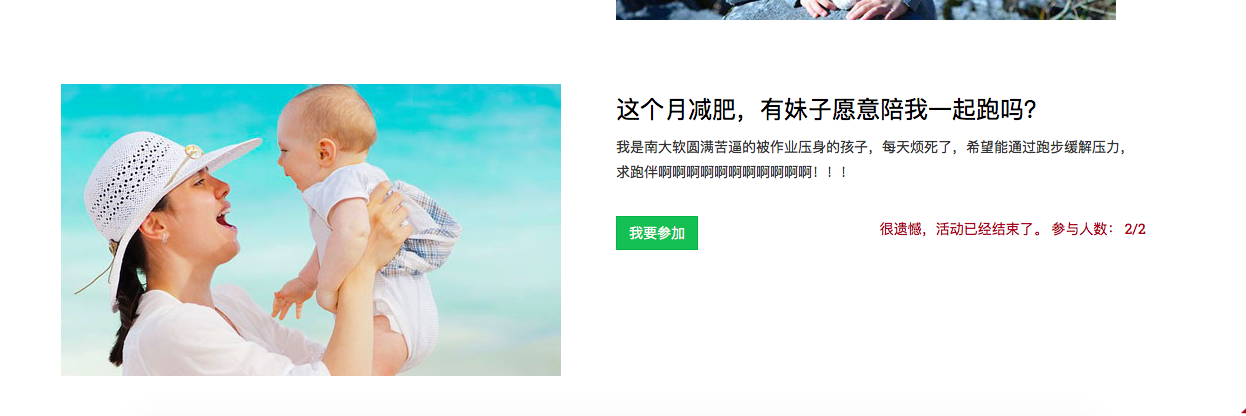 这个月减肥，有妹子愿意陪我一起跑吗？
我是南大软圆满苦逼的被作业压身的孩子，每天烦死了，希望能通过跑步缓解压力，
求跑伴啊啊啊啊啊啊啊啊啊啊啊！！！
我要参加
很遗憾，活动已经结束了。 参与人数： 2/2